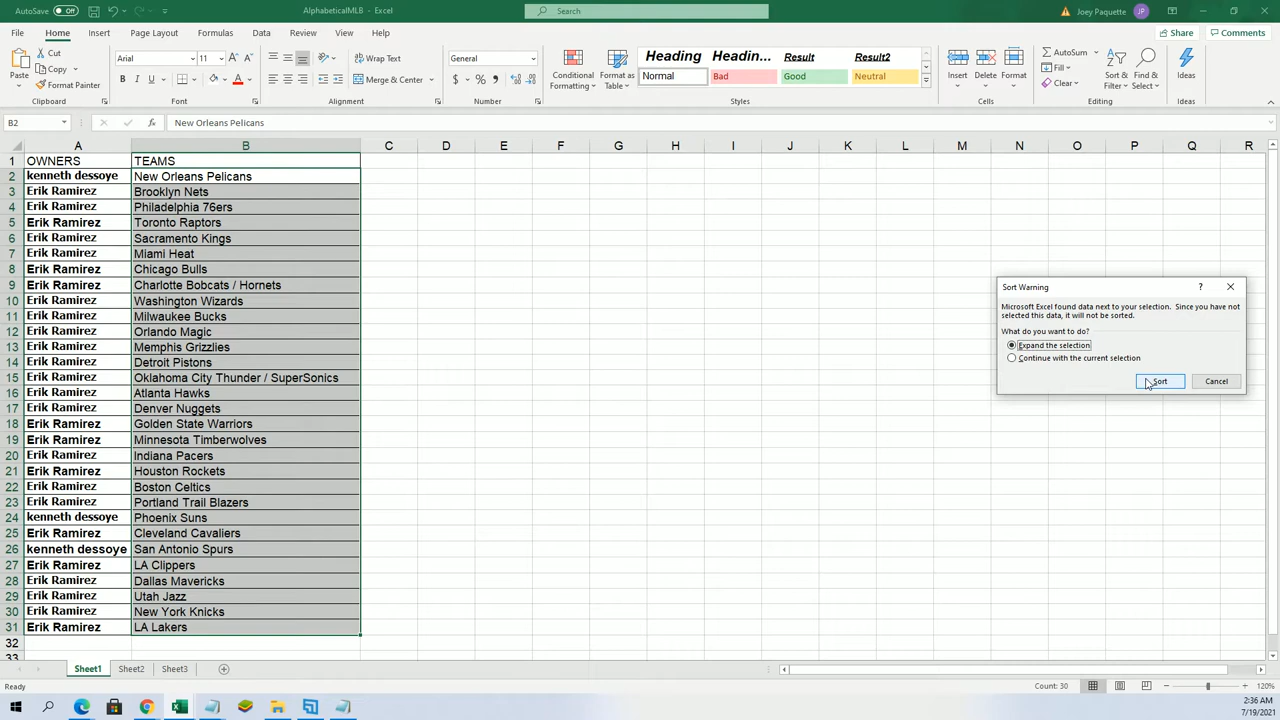 AutoSave Off AlphabeticalMLB - Excel Search Joey Paquette JP
File Home Insert Page Layout Formulas Data Review View Help Share Comments
Paste Cut Copy Format Painter Clipboard
Arial 11 A A B I U A Font
Wrap Text Merge & Center Alignment
General $ % Number
Conditional Formatting Format as Table
Heading Headin... Result Result2
Normal Bad Good Neutral
Styles
Insert Delete Format Cells
AutoSum Fill Clear Sort & Filter Find & Select Editing
Ideas Ideas
B2 fx New Orleans Pelicans
A B C D E F G H I J K L M N O P Q R
1 OWNERS TEAMS
2 kenneth dessoye New Orleans Pelicans
3 Erik Ramirez Brooklyn Nets
4 Erik Ramirez Philadelphia 76ers
5 Erik Ramirez Toronto Raptors
6 Erik Ramirez Sacramento Kings
7 Erik Ramirez Miami Heat
8 Erik Ramirez Chicago Bulls
9 Erik Ramirez Charlotte Bobcats / Hornets
10 Erik Ramirez Washington Wizards
11 Erik Ramirez Milwaukee Bucks
12 Erik Ramirez Orlando Magic
13 Erik Ramirez Memphis Grizzlies
14 Erik Ramirez Detroit Pistons
15 Erik Ramirez Oklahoma City Thunder / SuperSonics
16 Erik Ramirez Atlanta Hawks
17 Erik Ramirez Denver Nuggets
18 Erik Ramirez Golden State Warriors
19 Erik Ramirez Minnesota Timberwolves
20 Erik Ramirez Indiana Pacers
21 Erik Ramirez Houston Rockets
22 Erik Ramirez Boston Celtics
23 Erik Ramirez Portland Trail Blazers
24 kenneth dessoye Phoenix Suns
25 Erik Ramirez Cleveland Cavaliers
26 kenneth dessoye San Antonio Spurs
27 Erik Ramirez LA Clippers
28 Erik Ramirez Dallas Mavericks
29 Erik Ramirez Utah Jazz
30 Erik Ramirez New York Knicks
31 Erik Ramirez LA Lakers
32
33
Sort Warning ?
Microsoft Excel found data next to your selection. Since you have not
selected this data, it will not be sorted.
What do you want to do?
Expand the selection
Continue with the current selection
Sort Cancel
Sheet1 Sheet2 Sheet3
Ready Count: 30 120%
2:36 AM
7/19/2021